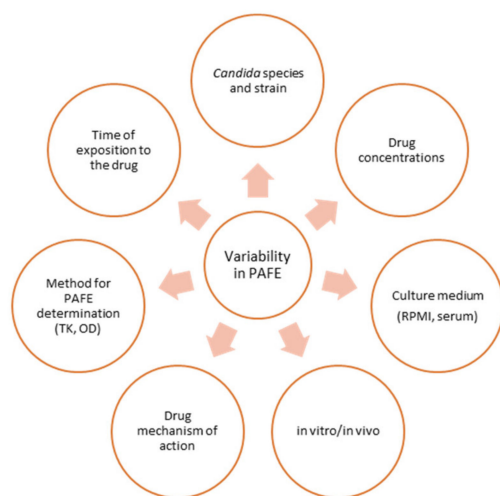 Candida species
and strain
Drug
concentrations
Culture medium
(RPMI, serum)
in vitro/in vivo
Drug
mechanism of
action
Method for
PAFE
determination
(TK, OD)
Time of
exposition to
the drug
Variability
in PAFE